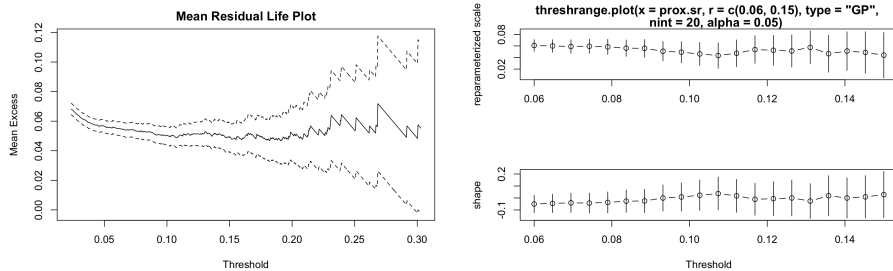 Mean Residual Life Plot
Mean Excess
0.00 0.02 0.04 0.06 0.08 0.10 0.12
0.05 0.10 0.15 0.20 0.25 0.30
Threshold
threshrange.plot(x = prox.sr, r = c(0.06, 0.15), type = "GP",
nint = 20, alpha = 0.05)
reparameterized scale
0.02 0.08
0.06 0.08 0.10 0.12 0.14
shape
-0.1 0.2
0.06 0.08 0.10 0.12 0.14
Threshold